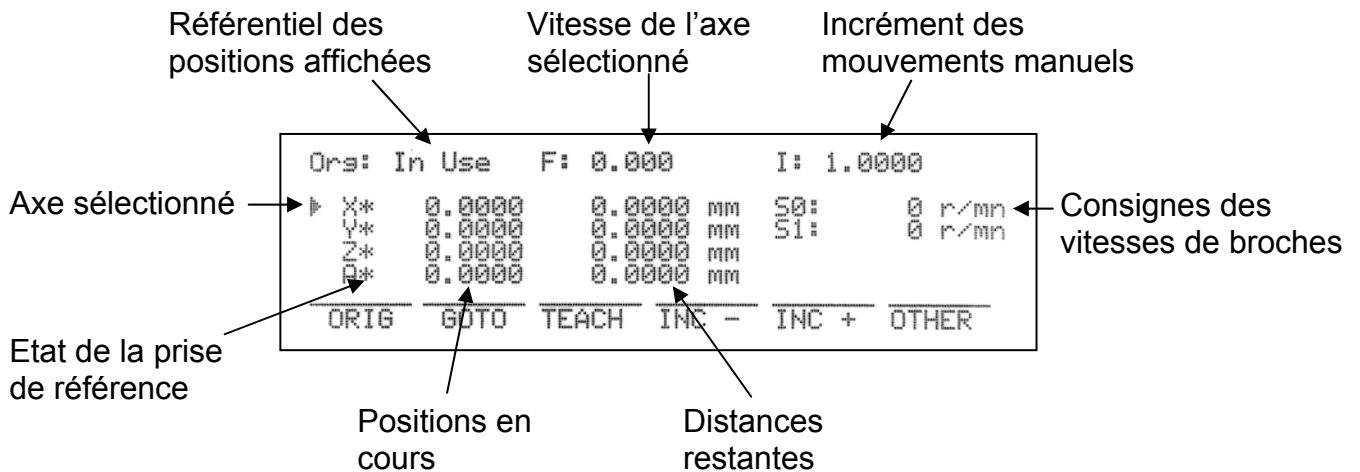 Référentiel des
positions affichées
Vitesse de l'axe
sélectionné
Incrément des
mouvements manuels
Org: In Use F: 0.000 I: 1.0000
Axe sélectionné
X* 0.0000 0.0000 mm S0: 0 r/mn
Y* 0.0000 0.0000 mm S1: 0 r/mn
Z* 0.0000 0.0000 mm
A* 0.0000 0.0000 mm
Consignes des
vitesses de broches
ORIG GOTO TEACH INC - INC + OTHER
Etat de la prise
de référence
Positions en
cours
Distances
restantes